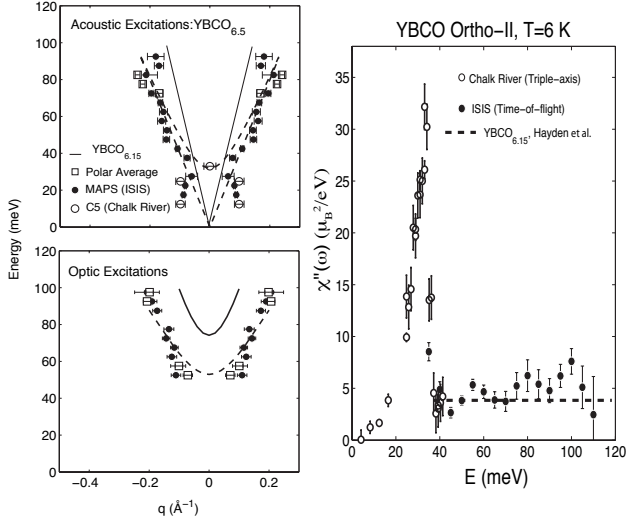 Acoustic Excitations:YBCO6.5
120
100
80
60
40
20
0
YBCO6.15
Polar Average
MAPS (ISIS)
C5 (Chalk River)
Energy (meV)
Optic Excitations
120
100
80
60
40
20
0
−0.4
−0.2
0
0.2
q (Å−1)
YBCO Ortho−II, T=6 K
35
30
25
20
15
10
5
0
χ''(ω) (μB2/eV)
Chalk River (Triple−axis)
ISIS (Time−of−flight)
YBCO6.15, Hayden et al.
0 20 40 60 80 100 120
E (meV)